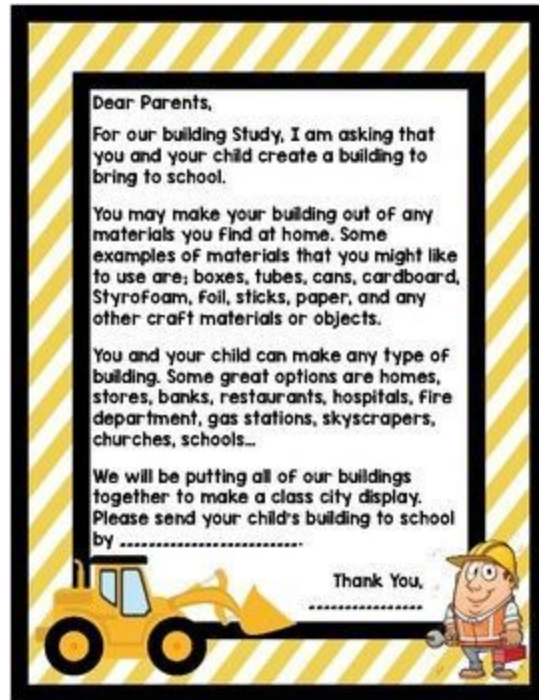 Dear Parents,
For our building Study, I am asking that
you and your child create a building to
bring to school.
You may make your building out of any
materials you find at home. Some
examples of materials that you might like
to use are; boxes, tubes, cans, cardboard,
Styrofoam, foil, sticks, paper, and any
other craft materials or objects.
You and your child can make any type of
building. Some great options are homes,
stores, banks, restaurants, hospitals, fire
department, gas stations, skyscrapers,
churches, schools...
We will be putting all of our buildings
together to make a class city display.
Please send your child's building to school
by ..........................
Thank You,
................